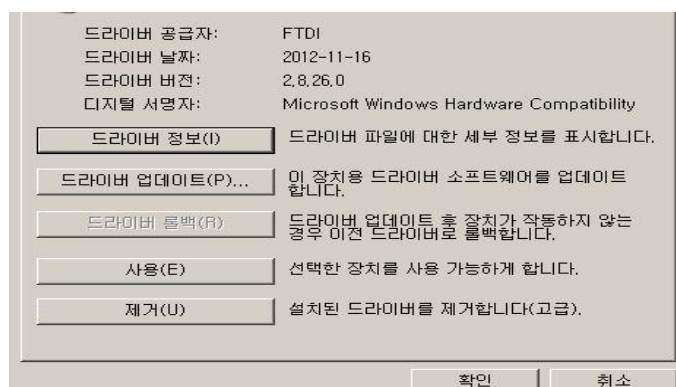 드라이버 공급자: FTDI
드라이버 날짜: 2012-11-16
드라이버 버전: 2.8.26.0
디지털 서명자: Microsoft Windows Hardware Compatibility
드라이버 정보(I) 드라이버 파일에 대한 세부 정보를 표시합니다.
드라이버 업데이트(P)... 이 장치용 드라이버 소프트웨어를 업데이트
합니다.
드라이버 롤백(R) 드라이버 업데이트 후 장치가 작동하지 않는
경우 이전 드라이버로 롤백합니다.
사용(E) 선택한 장치를 사용 가능하게 합니다.
제거(U) 설치된 드라이버를 제거합니다(고급).
확인 취소